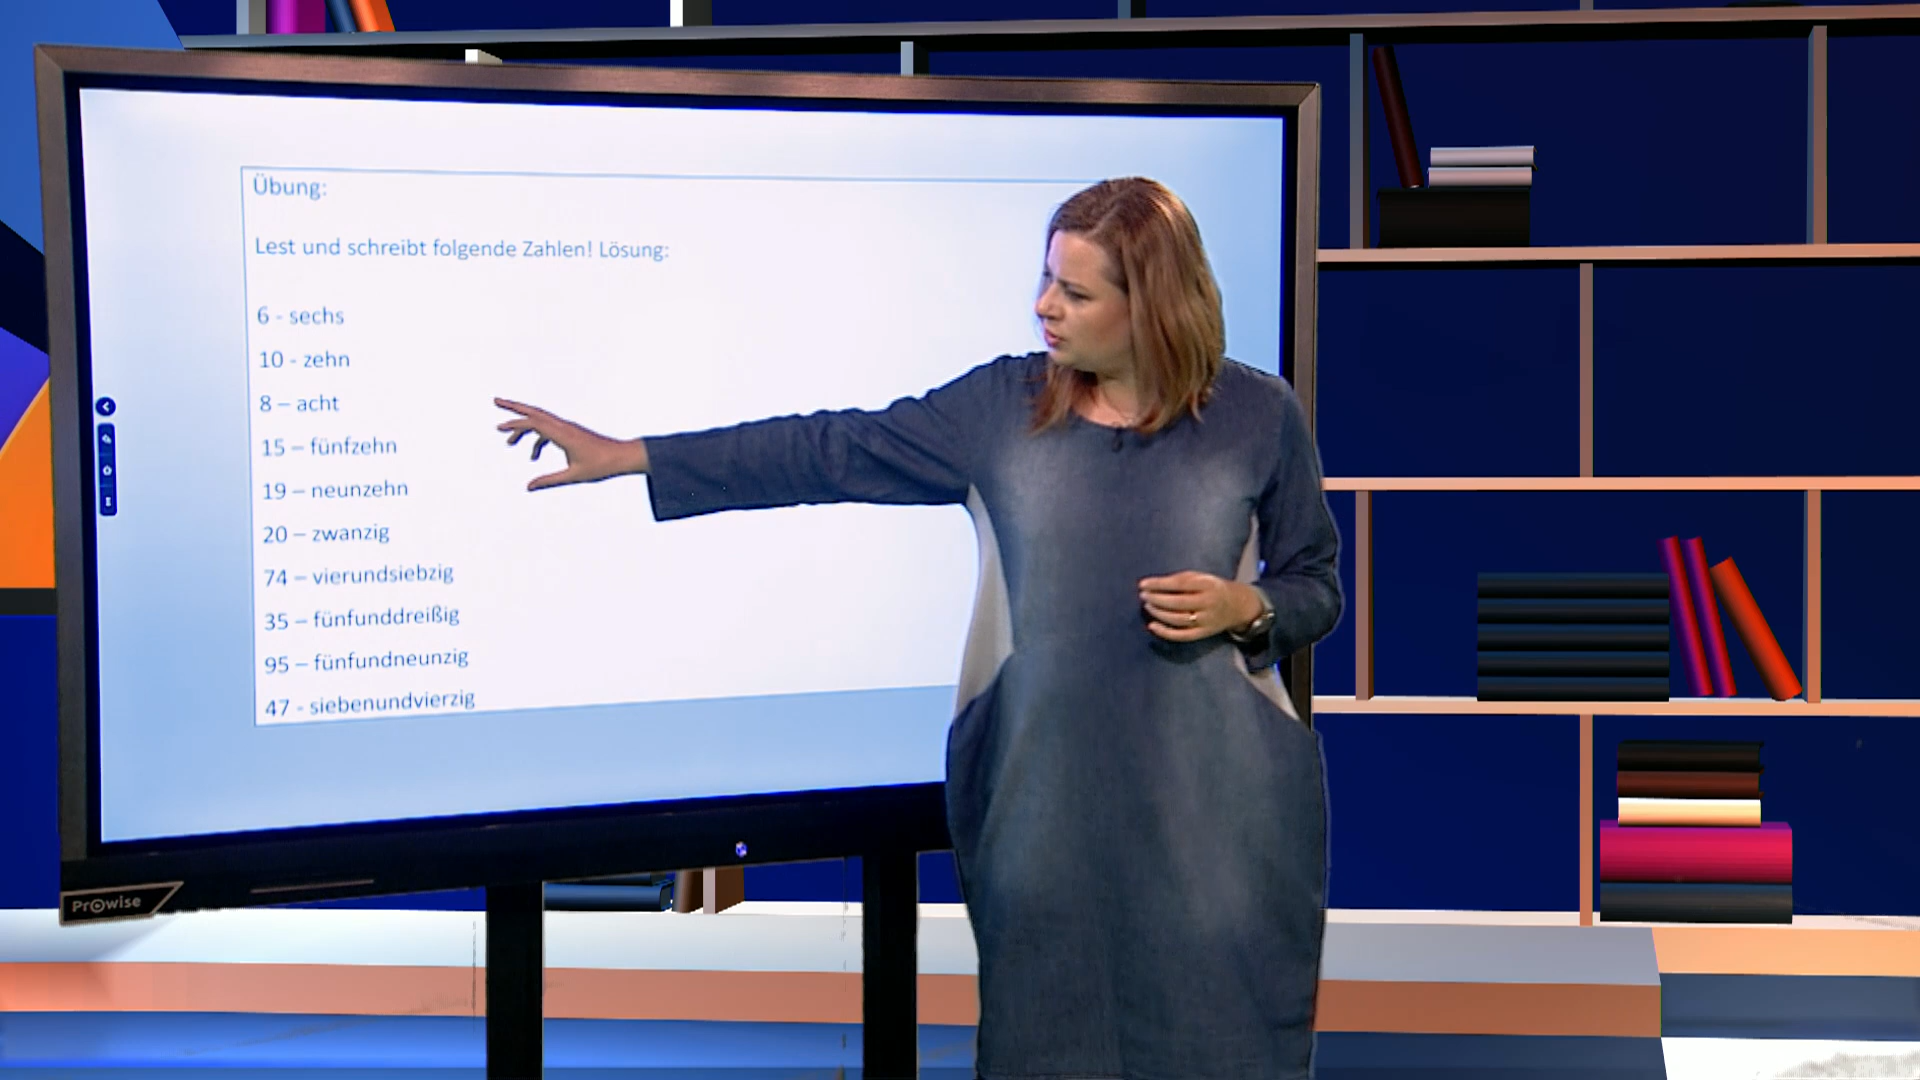 Übung:
Lest und schreibt folgende Zahlen! Lösung:
6 - sechs
10 - zehn
8 – acht
15 – fünfzehn
19 – neunzehn
20 – zwanzig
74 – vierundsiebzig
35 – fünfunddreißig
95 – fünfundneunzig
47 - siebenundvierzig
Prowise